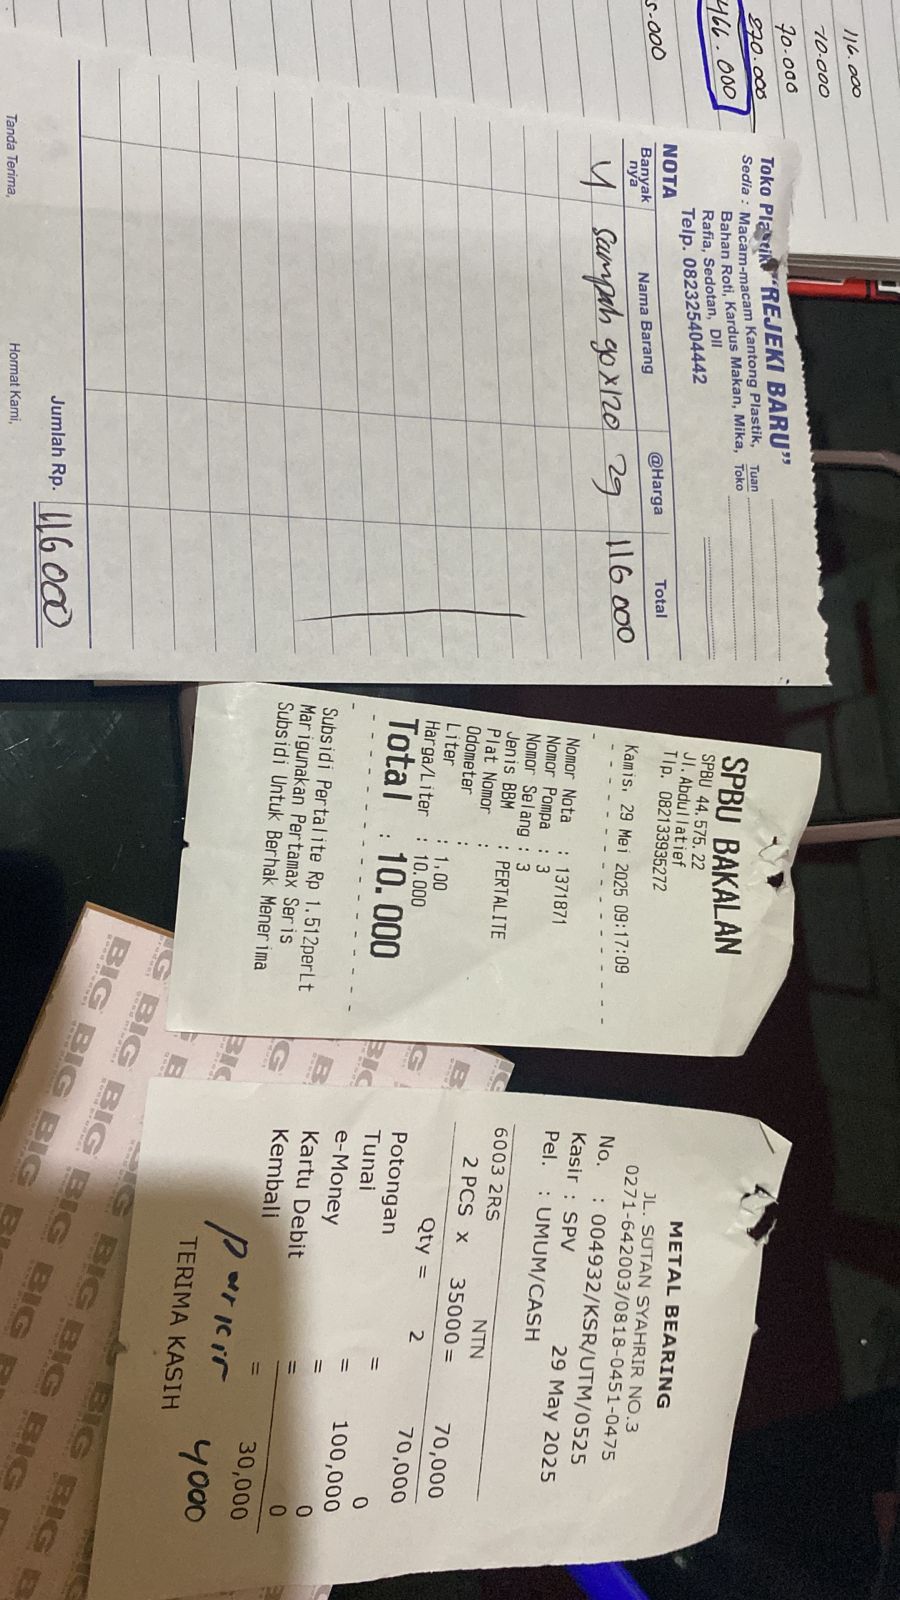 116.000
10.000
70.000
270.000
466.000
5.000
Toko Plastik "REJEKI BARU"
Sedia : Macam-macam Kantong Plastik,
Bahan Roti, Kardus Makan, Mika,
Rafia, Sedotan, Dll
Telp. 082325404442
Tuan
Toko
NOTA
Banyak nya Nama Barang @Harga Total
4 Sampah 90x120 29 116 000
Jumlah Rp. 116 000
Tanda Terima, Hormat Kami,
SPBU BAKALAN
SPBU 44.575.22
Jl. Abdul latief
Tlp. 082133935272
Kamis, 29 Mei 2025 09:17:09
Nomor Nota : 1371871
Nomor Pompa : 3
Nomor Selang : 3
Jenis BBM : PERTALITE
Plat Nomor :
Odometer :
Liter : 1,00
Harga/Liter : 10.000
Total : 10.000
Subsidi Pertalite Rp 1.512perLt
Marigunakan Pertamax Seris
Subsidi Untuk Berhak Menerima
METAL BEARING
JL. SUTAN SYAHRIR NO.3
0271-642003/0818-0451-0475
No. : 004932/KSR/UTM/0525
Kasir : SPV 29 May 2025
Pel. : UMUM/CASH
6003 2RS NTN
2 PCS x 35000 = 70,000
Qty = 2 70,000
Potongan = 0
Tunai = 100,000
e-Money = 0
Kartu Debit = 0
Kembali = 30,000
parkir 4000
TERIMA KASIH
BIG BIG BIG BIG